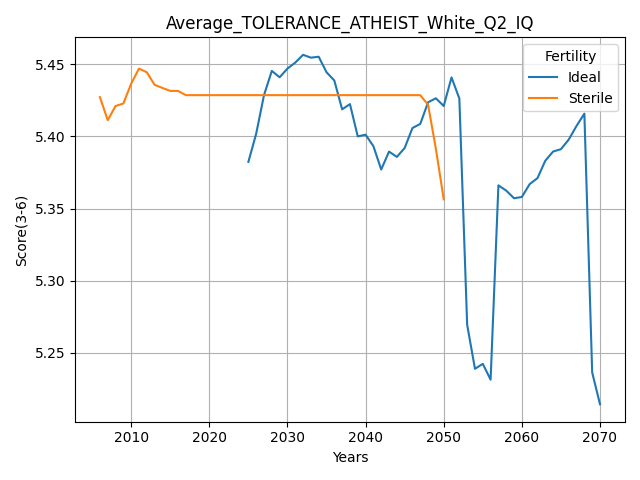 Average_TOLERANCE_ATHEIST_White_Q2_IQ
Fertility
Ideal
Sterile
Score(3-6)
5.45
5.40
5.35
5.30
5.25
2010 2020 2030 2040 2050 2060 2070
Years